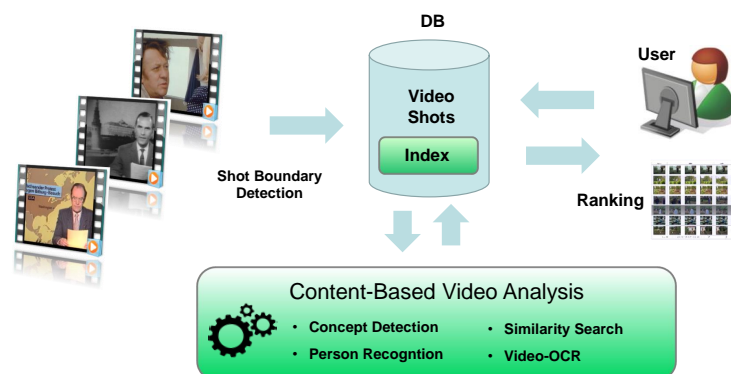 DB
User
Video
Shots
Index
Shot Boundary
Detection
Ranking
Content-Based Video Analysis
• Concept Detection
• Similarity Search
• Person Recogntion
• Video-OCR